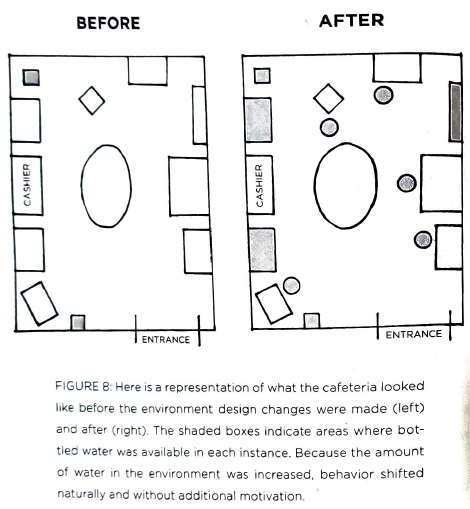 BEFORE
AFTER
CASHIER
CASHIER
ENTRANCE
ENTRANCE
FIGURE 8: Here is a representation of what the cafeteria looked
like before the environment design changes were made (left)
and after (right). The shaded boxes indicate areas where bot-
tled water was available in each instance. Because the amount
of water in the environment was increased, behavior shifted
naturally and without additional motivation.